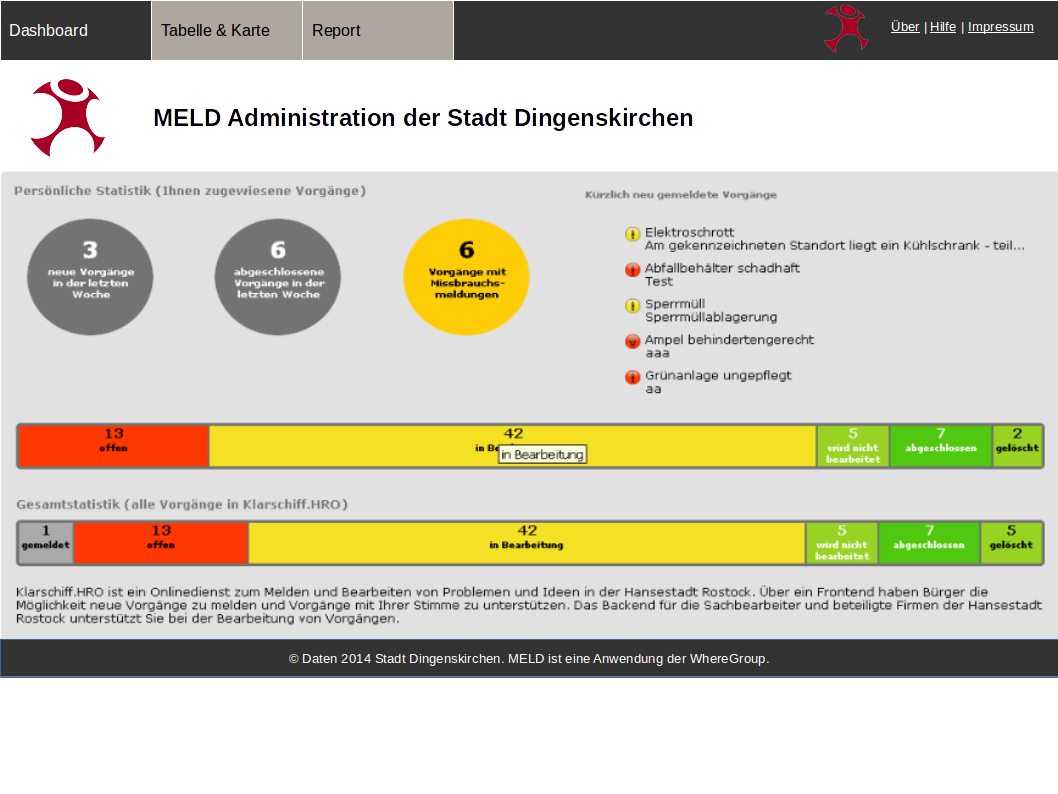 Dashboard
Tabelle & Karte
Report
Über | Hilfe | Impressum
MELD Administration der Stadt Dingenskirchen
Persönliche Statistik (Ihnen zugewiesene Vorgänge)
3
neue Vorgänge
in der letzten
Woche
6
abgeschlossene
Vorgänge in der
letzten Woche
6
Vorgänge mit
Missbrauchs-
meldungen
Kürzlich neu gemeldete Vorgänge
Elektroschrott
Am gekennzeichneten Standort liegt ein Kühlschrank - teil...
Abfallbehälter schadhaft
Test
Sperrmüll
Sperrmüllablagerung
Ampel behindertengerecht
aaa
Grünanlage ungepflegt
aa
13
offen
42
in Be
in Bearbeitung
5
wird nicht
bearbeitet
7
abgeschlossen
2
gelöscht
Gesamtstatistik (alle Vorgänge in Klarschiff.HRO)
1
gemeldet
13
offen
42
in Bearbeitung
5
wird nicht
bearbeitet
7
abgeschlossen
5
gelöscht
Klarschiff.HRO ist ein Onlinedienst zum Melden und Bearbeiten von Problemen und Ideen in der Hansestadt Rostock. Über ein Frontend haben Bürger die
Möglichkeit neue Vorgänge zu melden und Vorgänge mit Ihrer Stimme zu unterstützen. Das Backend für die Sachbearbeiter und beteiligte Firmen der Hansestadt
Rostock unterstützt Sie bei der Bearbeitung von Vorgängen.
© Daten 2014 Stadt Dingenskirchen. MELD ist eine Anwendung der WhereGroup.